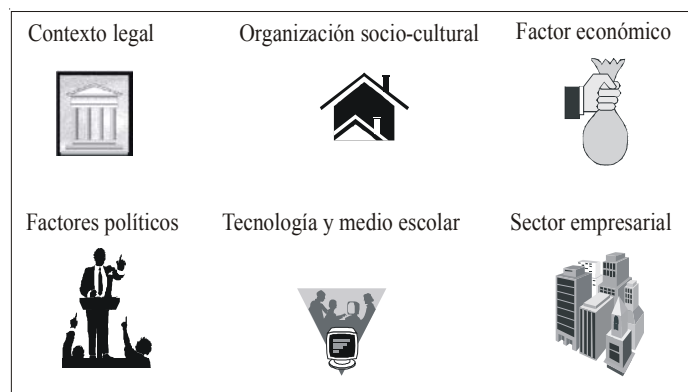 Contexto legal
Organización socio-cultural
Factor económico
Factores políticos
Tecnología y medio escolar
Sector empresarial